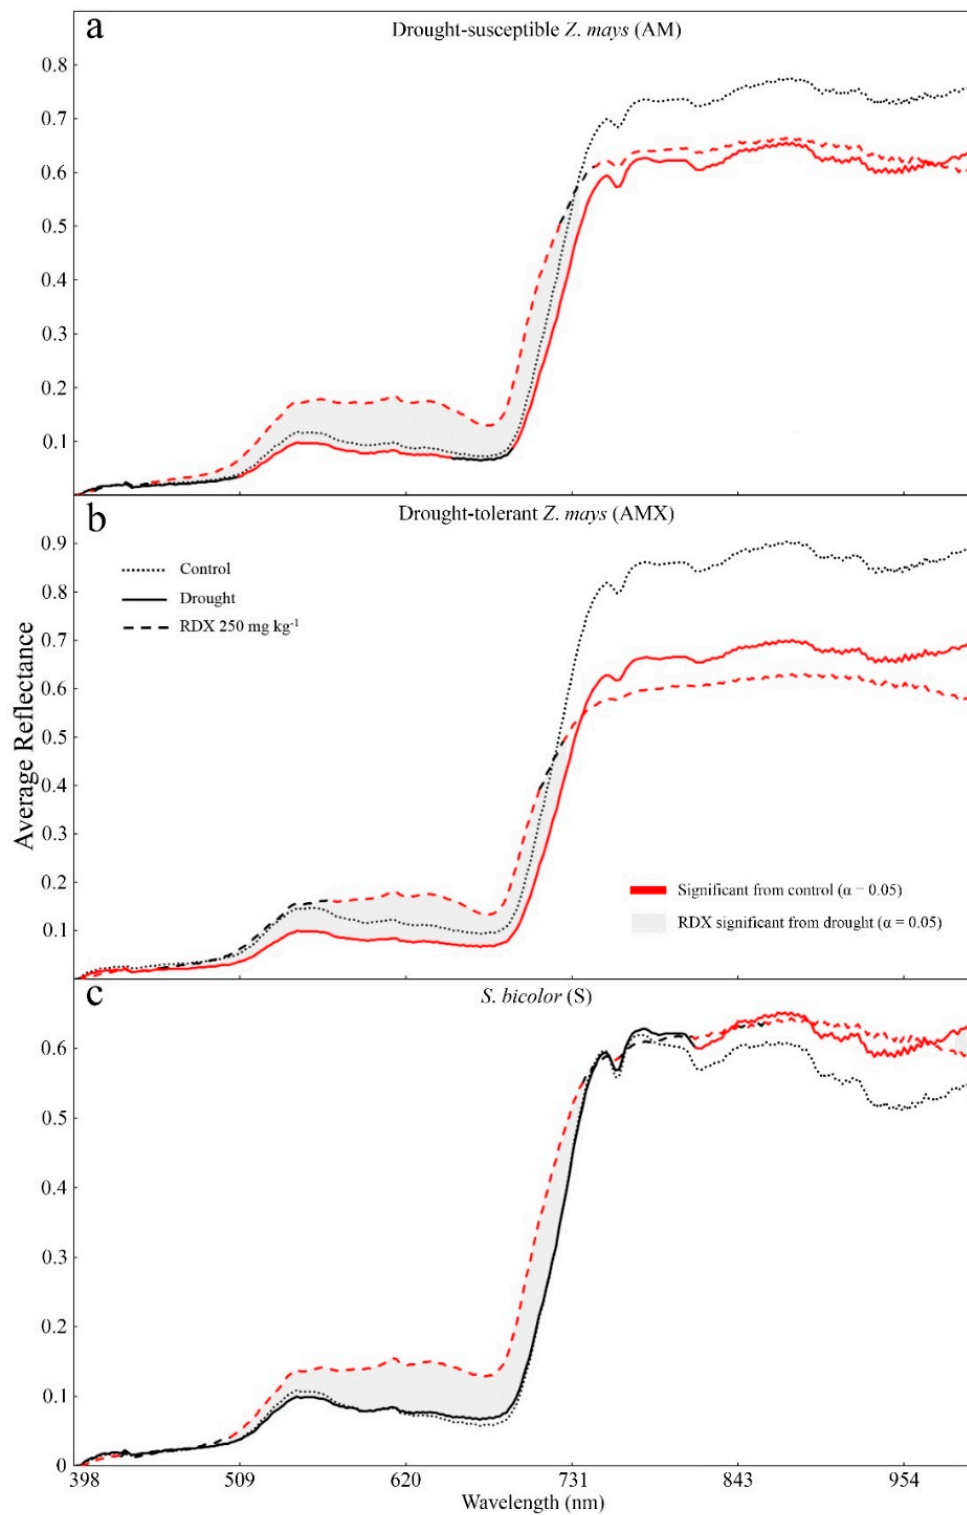 a
Drought-susceptible Z. mays (AM)
0.8
0.7
0.6
0.5
0.4
0.3
0.2
0.1
b
Drought-tolerant Z. mays (AMX)
0.9
Control
Drought
RDX 250 mg kg⁻¹
0.8
0.7
0.6
0.5
0.4
0.3
0.2
0.1
Average Reflectance
Significant from control (α = 0.05)
RDX significant from drought (α = 0.05)
c
S. bicolor (S)
0.6
0.5
0.4
0.3
0.2
0.1
0
398 509 620 731 843 954
Wavelength (nm)